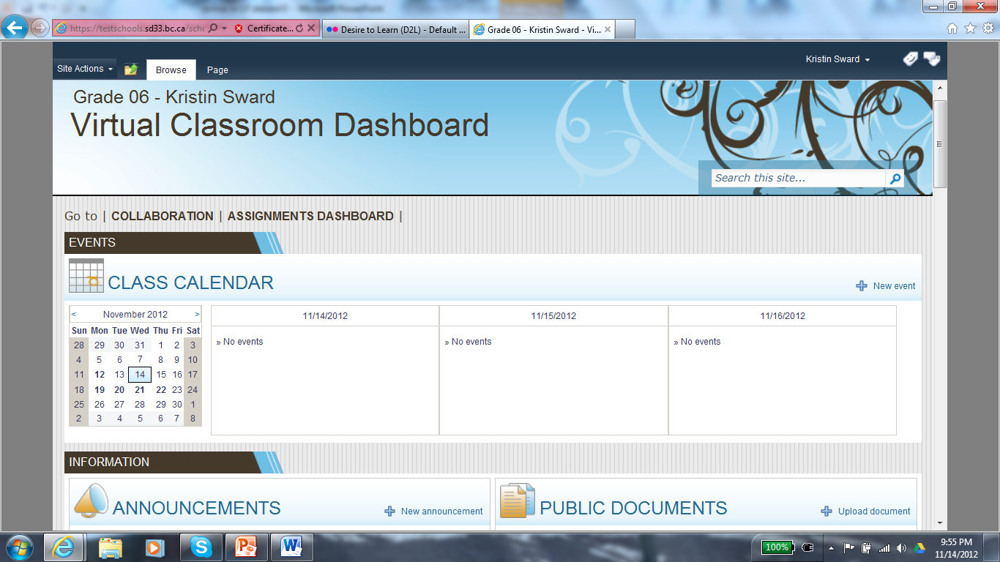 Microsoft PowerPoint
https://testschools.sd33.bc.ca/sch Certificate... Desire to Learn (D2L) - Default ... Grade 06 - Kristin Sward - Vi...
Site Actions Browse Page Kristin Sward
Grade 06 - Kristin Sward
Virtual Classroom Dashboard
Search this site...
Go to | COLLABORATION | ASSIGNMENTS DASHBOARD |
EVENTS
CLASS CALENDAR New event
< November 2012 > 11/14/2012 11/15/2012 11/16/2012
Sun Mon Tue Wed Thu Fri Sat
28 29 30 31 1 2 3 » No events » No events » No events
4 5 6 7 8 9 10
11 12 13 14 15 16 17
18 19 20 21 22 23 24
25 26 27 28 29 30 1
2 3 4 5 6 7 8
INFORMATION
ANNOUNCEMENTS New announcement PUBLIC DOCUMENTS Upload document
100% 9:55 PM
11/14/2012